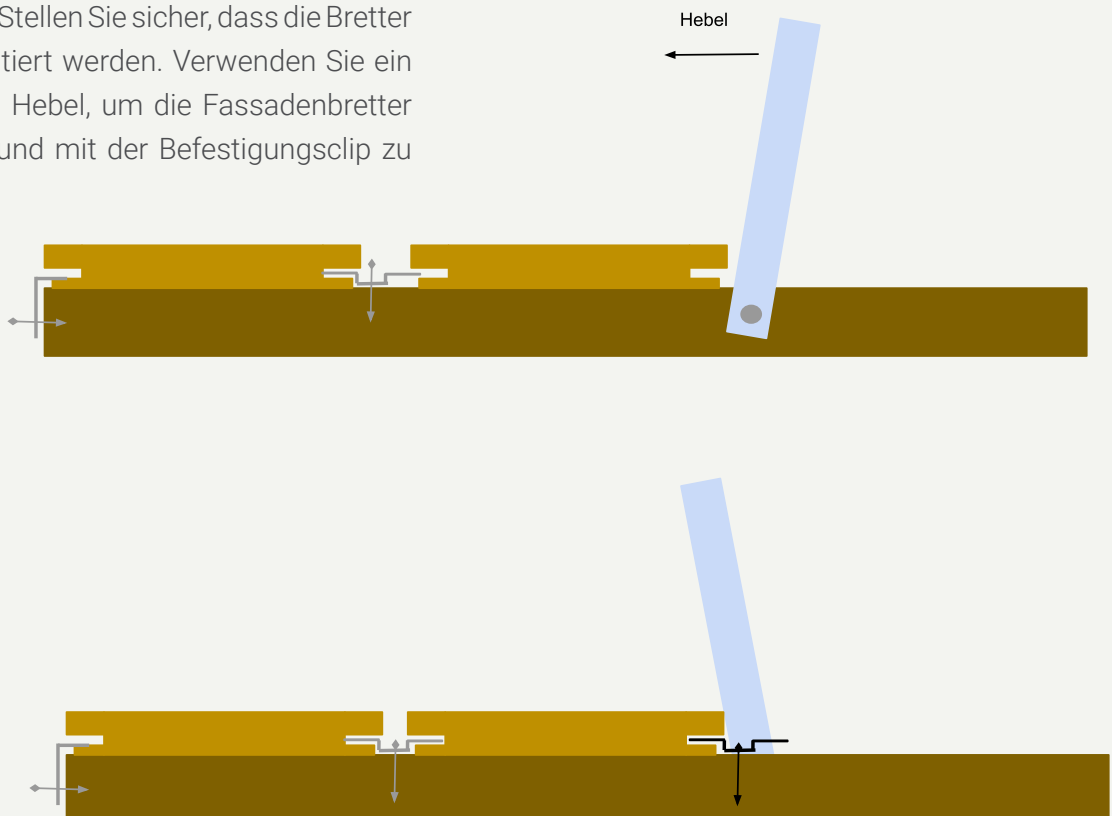 Stellen Sie sicher, dass die Bretter
tiert werden. Verwenden Sie ein
Hebel, um die Fassadenbretter
und mit der Befestigungsclip zu
Hebel